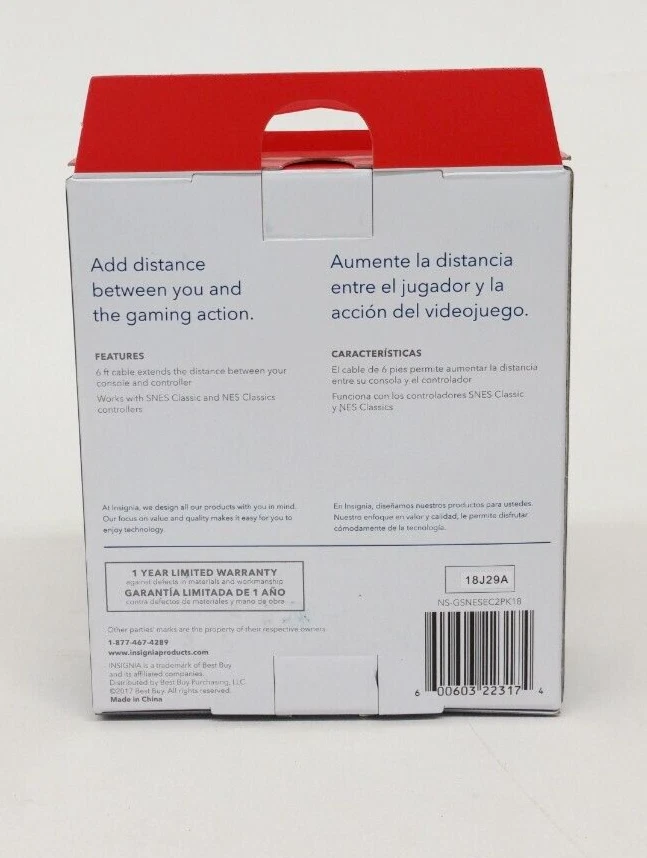 Add distance
between you and
the gaming action.
FEATURES
6 ft cable extends the distance between your
console and controller
Works with SNES Classic and NES Classics
controllers
Aumente la distancia
entre el jugador y la
acción del videojuego.
CARACTERÍSTICAS
El cable de 6 pies permite aumentar la distancia
entre su consola y el controlador
Funciona con los controladores SNES Classic
y NES Classics
At Insignia, we design all our products with you in mind.
Our focus on value and quality makes it easy for you to
enjoy technology.
En Insignia, diseñamos nuestros productos para ustedes.
Nuestro enfoque en valor y calidad, le permite disfrutar
cómodamente de la tecnología.
1 YEAR LIMITED WARRANTY
against defects in materials and workmanship
GARANTÍA LIMITADA DE 1 AÑO
contra defectos de materiales y mano de obra
Other parties' marks are the property of their respective owners
1-877-467-4289
www.insigniaproducts.com
INSIGNIA is a trademark of Best Buy
and its affiliated companies.
Distributed by Best Buy Purchasing, LLC
©2017 Best Buy. All rights reserved.
Made in China
18J29A
NS-GSNESEC2PK18
6 00603 22317 4